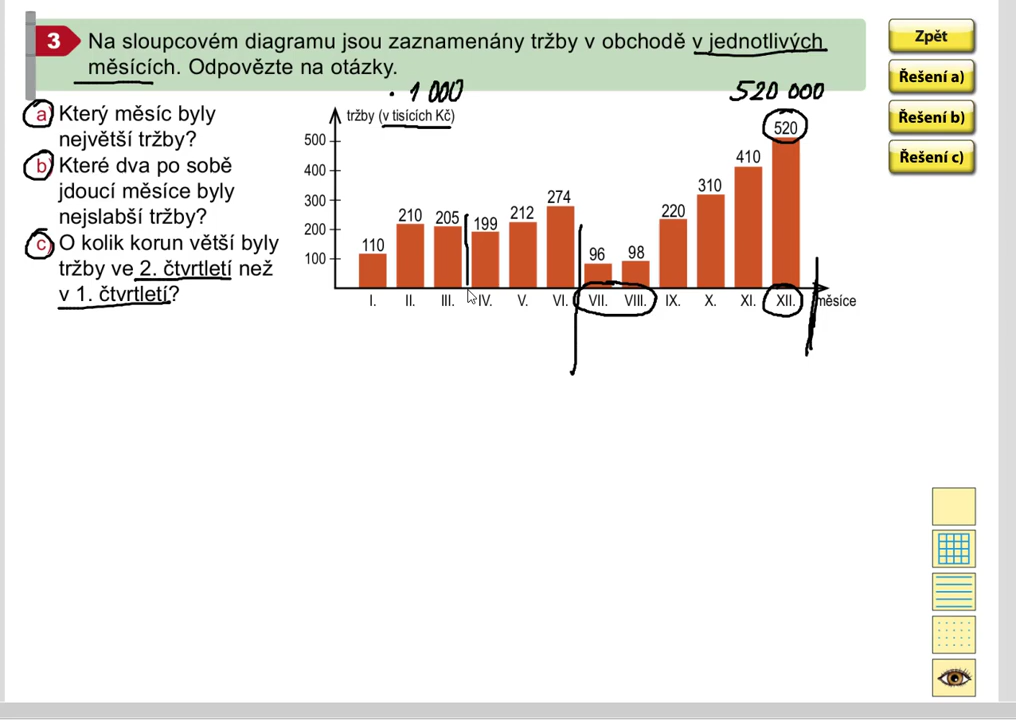 3 Na sloupcovém diagramu jsou zaznamenány tržby v obchodě v jednotlivých
měsících. Odpovězte na otázky.
Zpět
Řešení a)
Řešení b)
Řešení c)
a) Který měsíc byly
největší tržby?
b) Které dva po sobě
jdoucí měsíce byly
nejslabší tržby?
c) O kolik korun větší byly
tržby ve 2. čtvrtletí než
v 1. čtvrtletí?
· 1 000
520 000
tržby (v tisících Kč)
500
400
300
200
100
110
210
205
199
212
274
96
98
220
310
410
520
I. II. III. IV. V. VI. VII. VIII. IX. X. XI. XII. měsíce